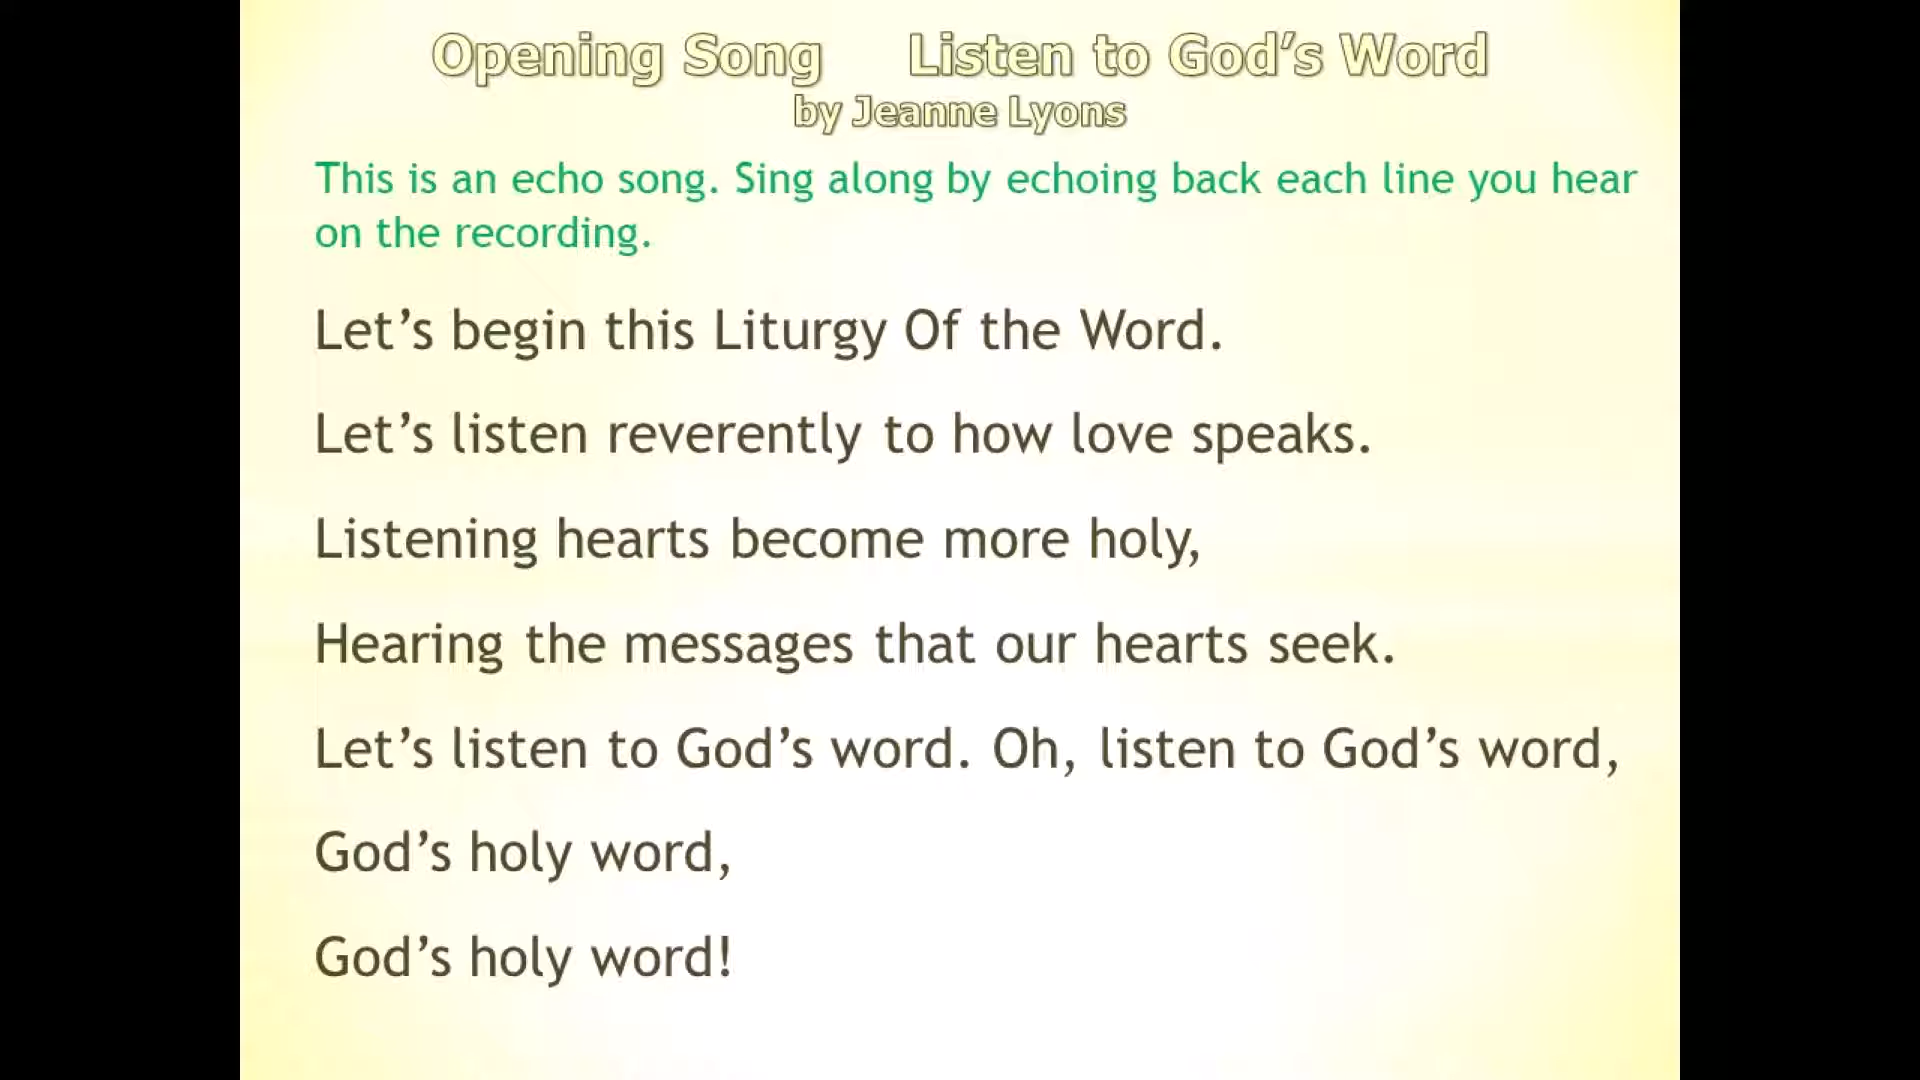 Opening Song Listen to God’s Word
by Jeanne Lyons
This is an echo song. Sing along by echoing back each line you hear
on the recording.
Let’s begin this Liturgy Of the Word.
Let’s listen reverently to how love speaks.
Listening hearts become more holy,
Hearing the messages that our hearts seek.
Let’s listen to God’s word. Oh, listen to God’s word,
God’s holy word,
God’s holy word!